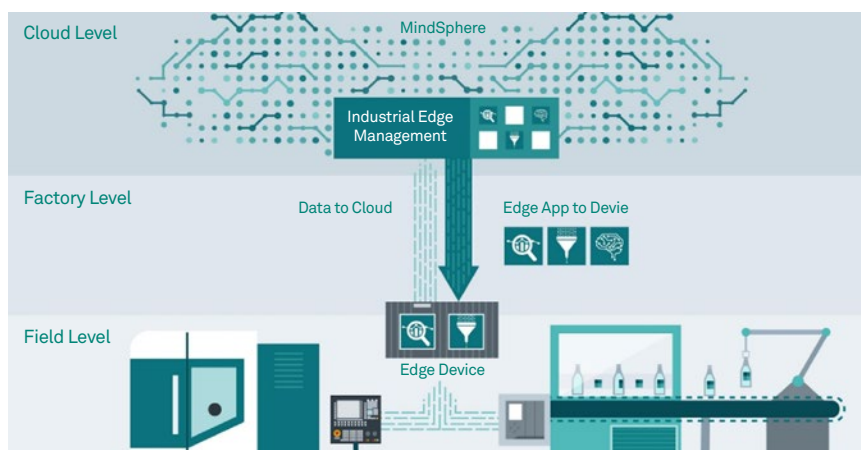 Cloud Level
MindSphere
Industrial Edge
Management
Factory Level
Data to Cloud
Edge App to Devie
Field Level
Edge Device